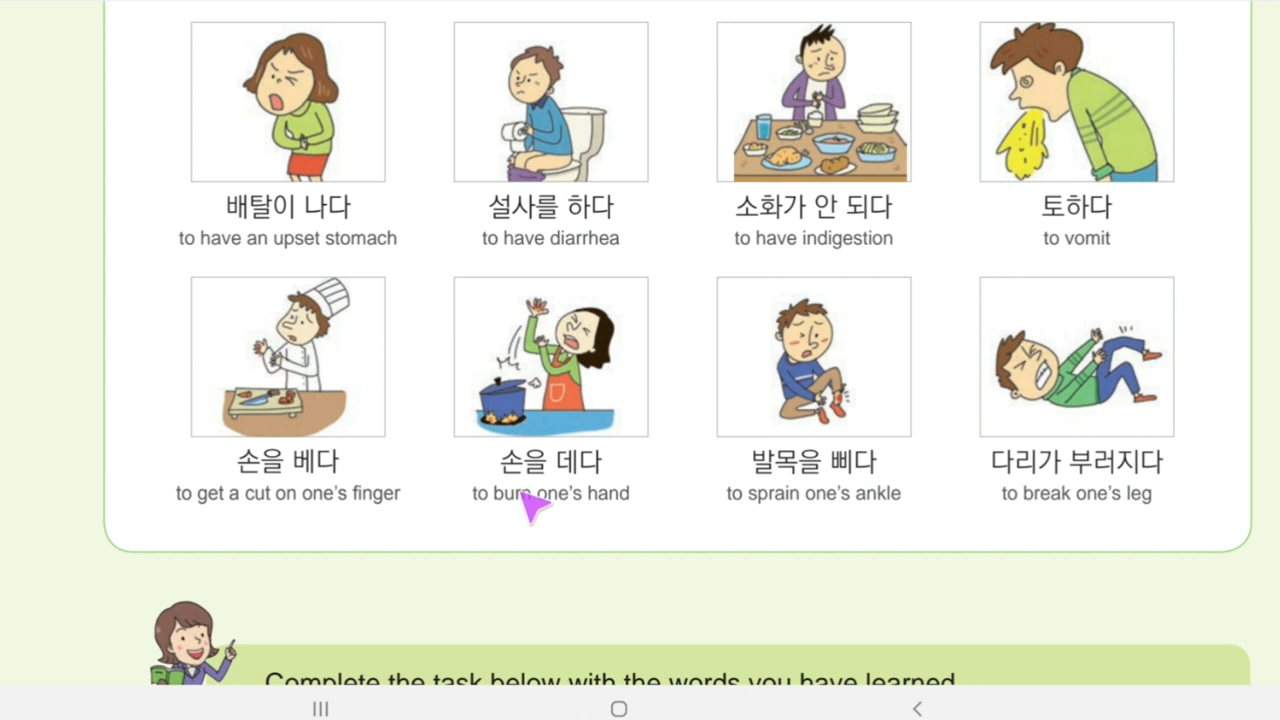 배탈이 나다
to have an upset stomach
설사를 하다
to have diarrhea
소화가 안 되다
to have indigestion
토하다
to vomit
손을 베다
to get a cut on one's finger
손을 데다
to burn one's hand
발목을 삐다
to sprain one's ankle
다리가 부러지다
to break one's leg
Complete the task below with the words you have learned